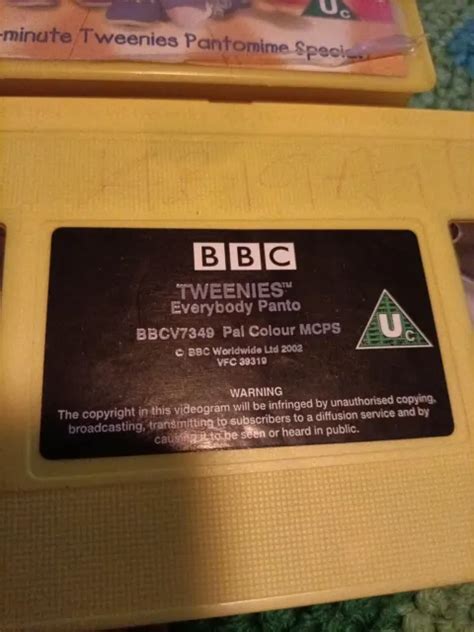 -minute Tweenies Pantomime Special
Uc
BBC
TWEENIES™
Everybody Panto
BBCV7349 Pal Colour MCPS
© BBC Worldwide Ltd 2002
VFC 39319
Uc
WARNING
The copyright in this videogram will be infringed by unauthorised copying,
broadcasting, transmitting to subscribers to a diffusion service and by
causing it to be seen or heard in public.